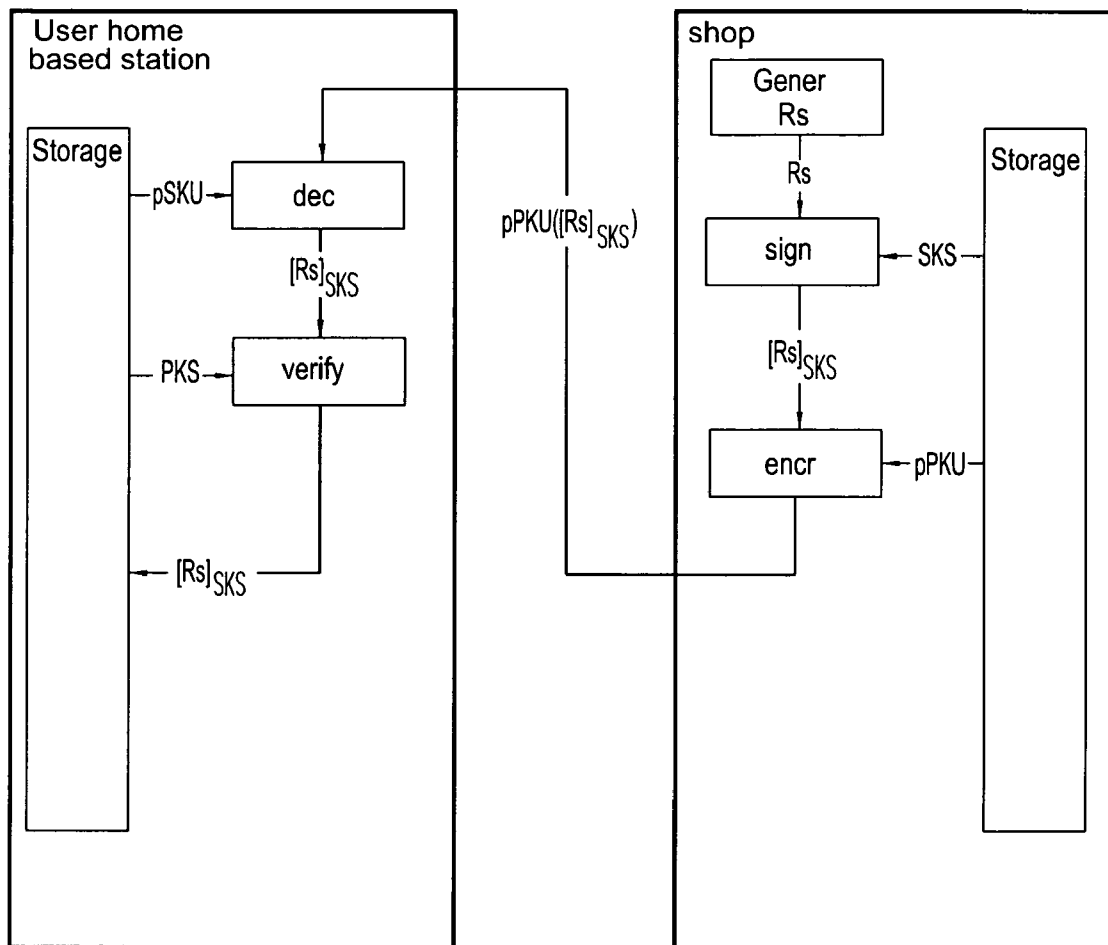 User home
based station
Storage
pSKU
dec
[Rs]SKS
PKS
verify
[Rs]SKS
pPKU([Rs]SKS)
shop
Gener
Rs
Rs
Storage
sign
SKS
[Rs]SKS
encr
pPKU